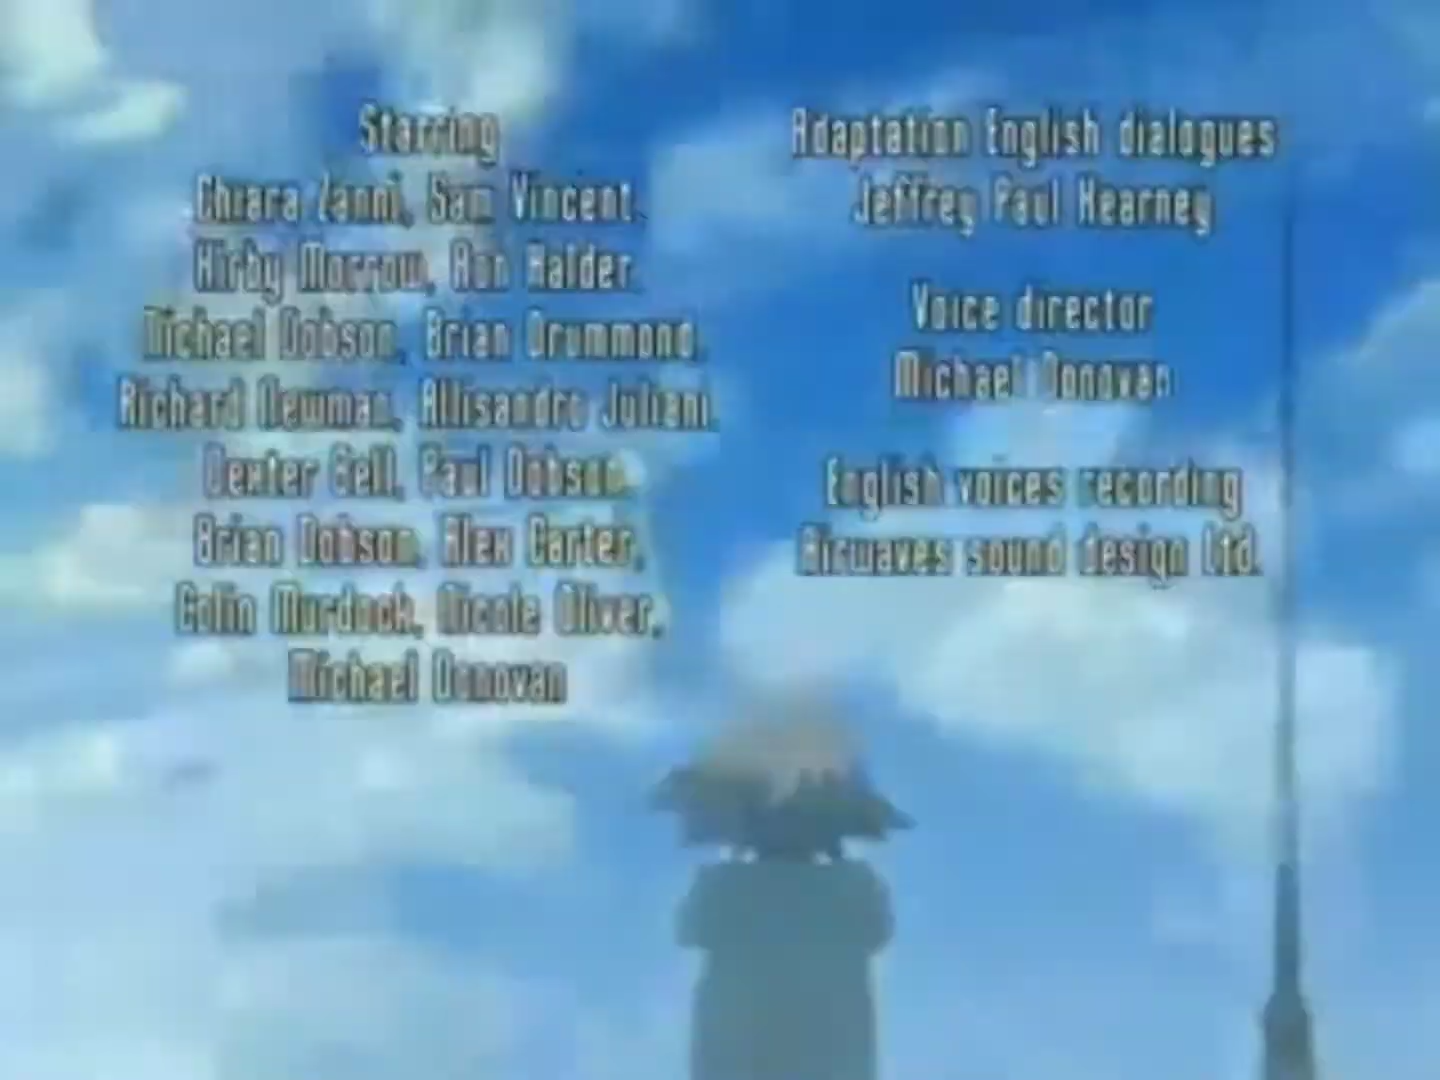 Starring
Chiara Zanni, Sam Vincent,
Kirby Morrow, Ron Halder,
Michael Dobson, Brian Drummond,
Richard Newman, Allisandro Juliani,
Dexter Bell, Paul Dobson,
Brian Dobson, Alex Carter,
Colin Murdock, Nicole Oliver,
Michael Donovan
Adaptation English dialogues
Jeffrey Paul Kearney
Voice director
Michael Donovan
English voices recording
Airwaves sound design Ltd.